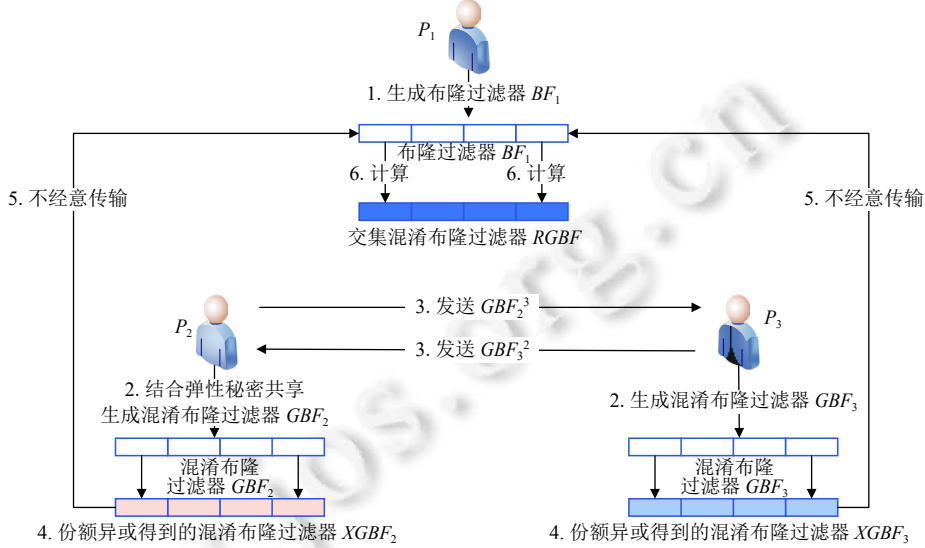 P₁
1. 生成布隆过滤器 BF₁
布隆过滤器 BF₁
6. 计算
6. 计算
5. 不经意传输
5. 不经意传输
交集混淆布隆过滤器 RGBF
3. 发送 GBF₂³
P₂
P₃
3. 发送 GBF₃²
2. 结合弹性秘密共享
生成混淆布隆过滤器 GBF₂
2. 生成混淆布隆过滤器 GBF₃
混淆布隆
过滤器 GBF₂
混淆布隆
过滤器 GBF₃
4. 份额异或得到的混淆布隆过滤器 XGBF₂
4. 份额异或得到的混淆布隆过滤器 XGBF₃
jos.org.cn